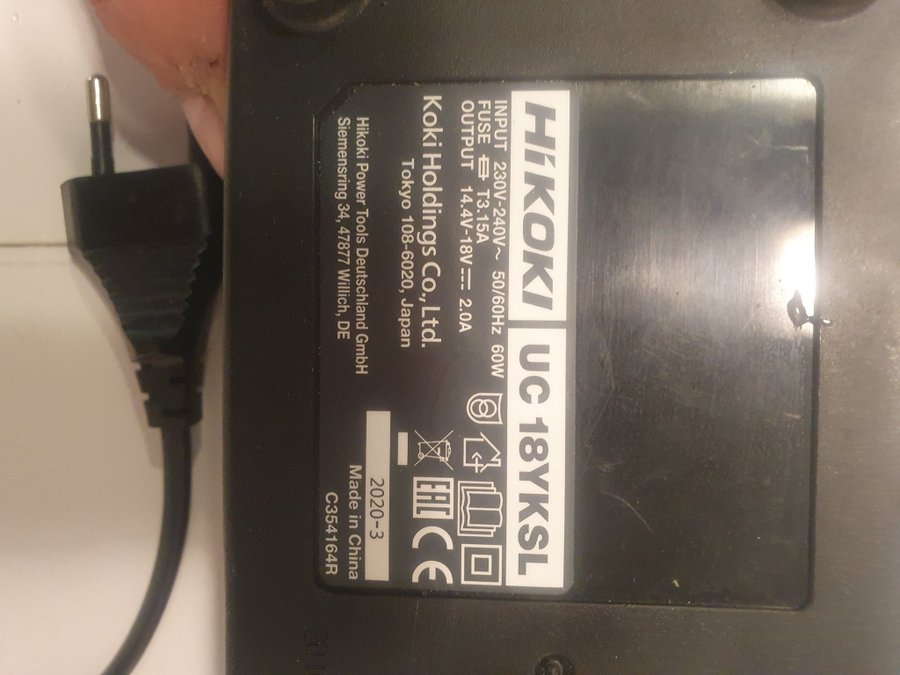 HiKOKI UC 18YKSL
INPUT 230V-240V~ 50/60Hz 60W
FUSE T3.15A
OUTPUT 14.4V-18V⎓ 2.0A
Koki Holdings Co.,Ltd.
Tokyo 108-6020, Japan
Hikoki Power Tools Deutschland GmbH
Siemensring 34, 47877 Willich, DE
EAC CE
2020-3
Made in China
C354164R